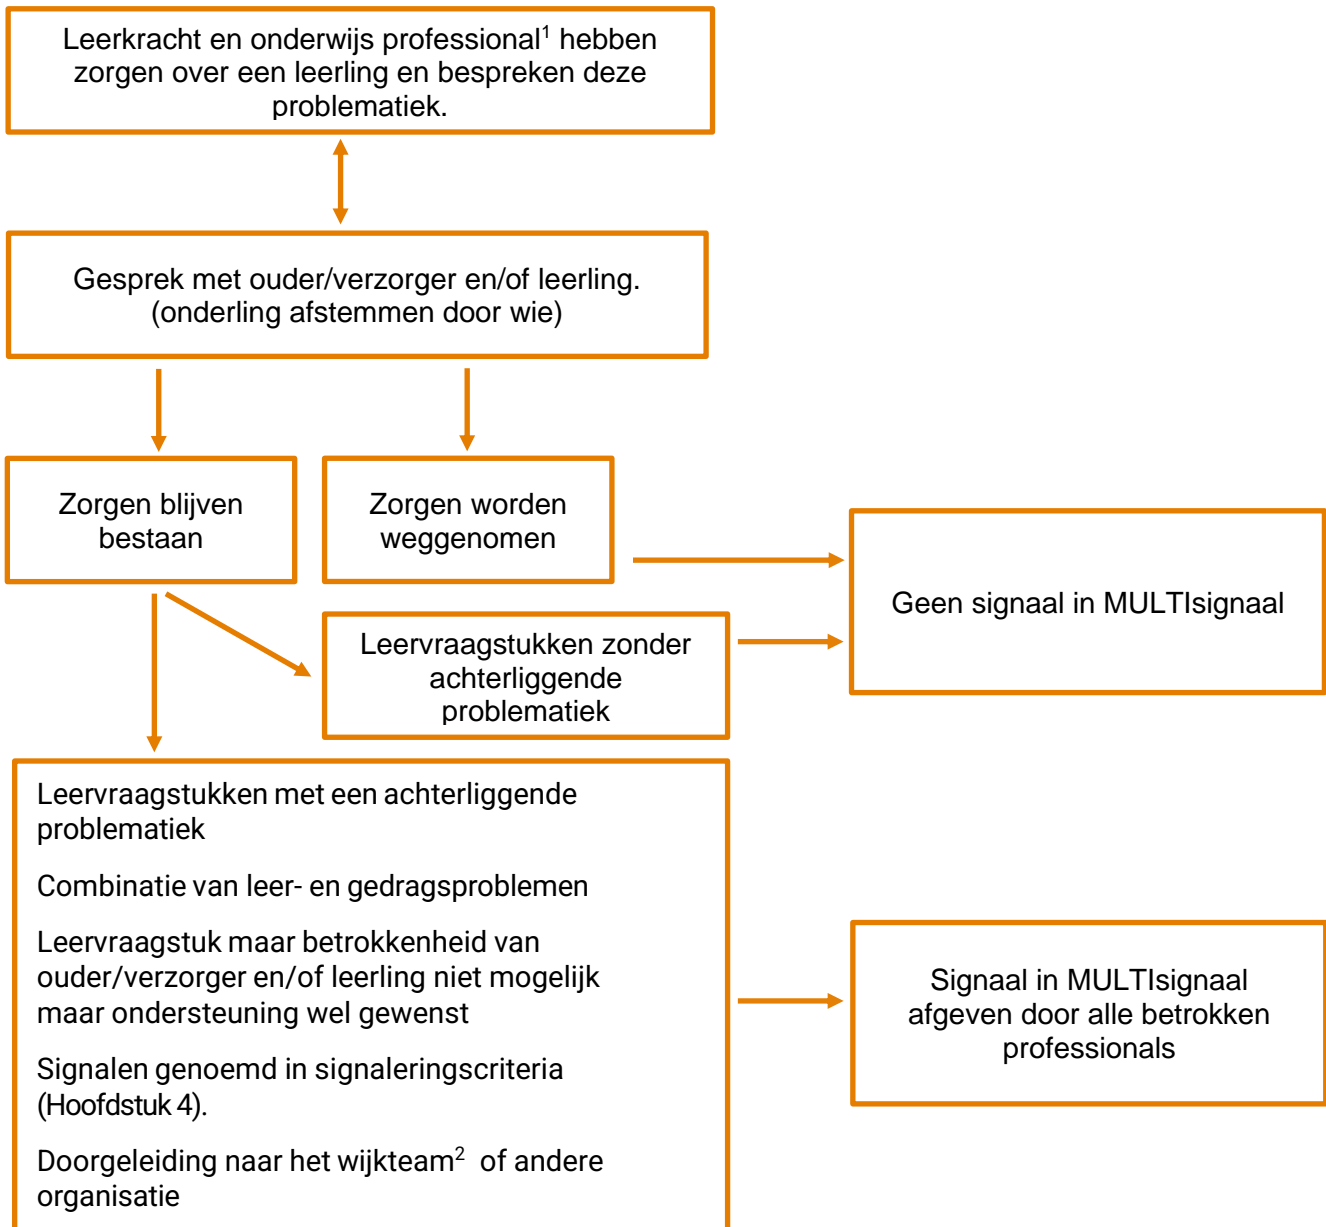 Leerkracht en onderwijs professional¹ hebben
zorgen over een leerling en bespreken deze
problematiek.
Gesprek met ouder/verzorger en/of leerling.
(onderling afstemmen door wie)
Zorgen blijven
bestaan
Zorgen worden
weggenomen
Geen signaal in MULTIsignaal
Leervraagstukken zonder
achterliggende
problematiek
Leervraagstukken met een achterliggende
problematiek
Combinatie van leer- en gedragsproblemen
Leervraagstuk maar betrokkenheid van
ouder/verzorger en/of leerling niet mogelijk
maar ondersteuning wel gewenst
Signalen genoemd in signaleringscriteria
(Hoofdstuk 4).
Doorgeleiding naar het wijkteam² of andere
organisatie
Signaal in MULTIsignaal
afgeven door alle betrokken
professionals